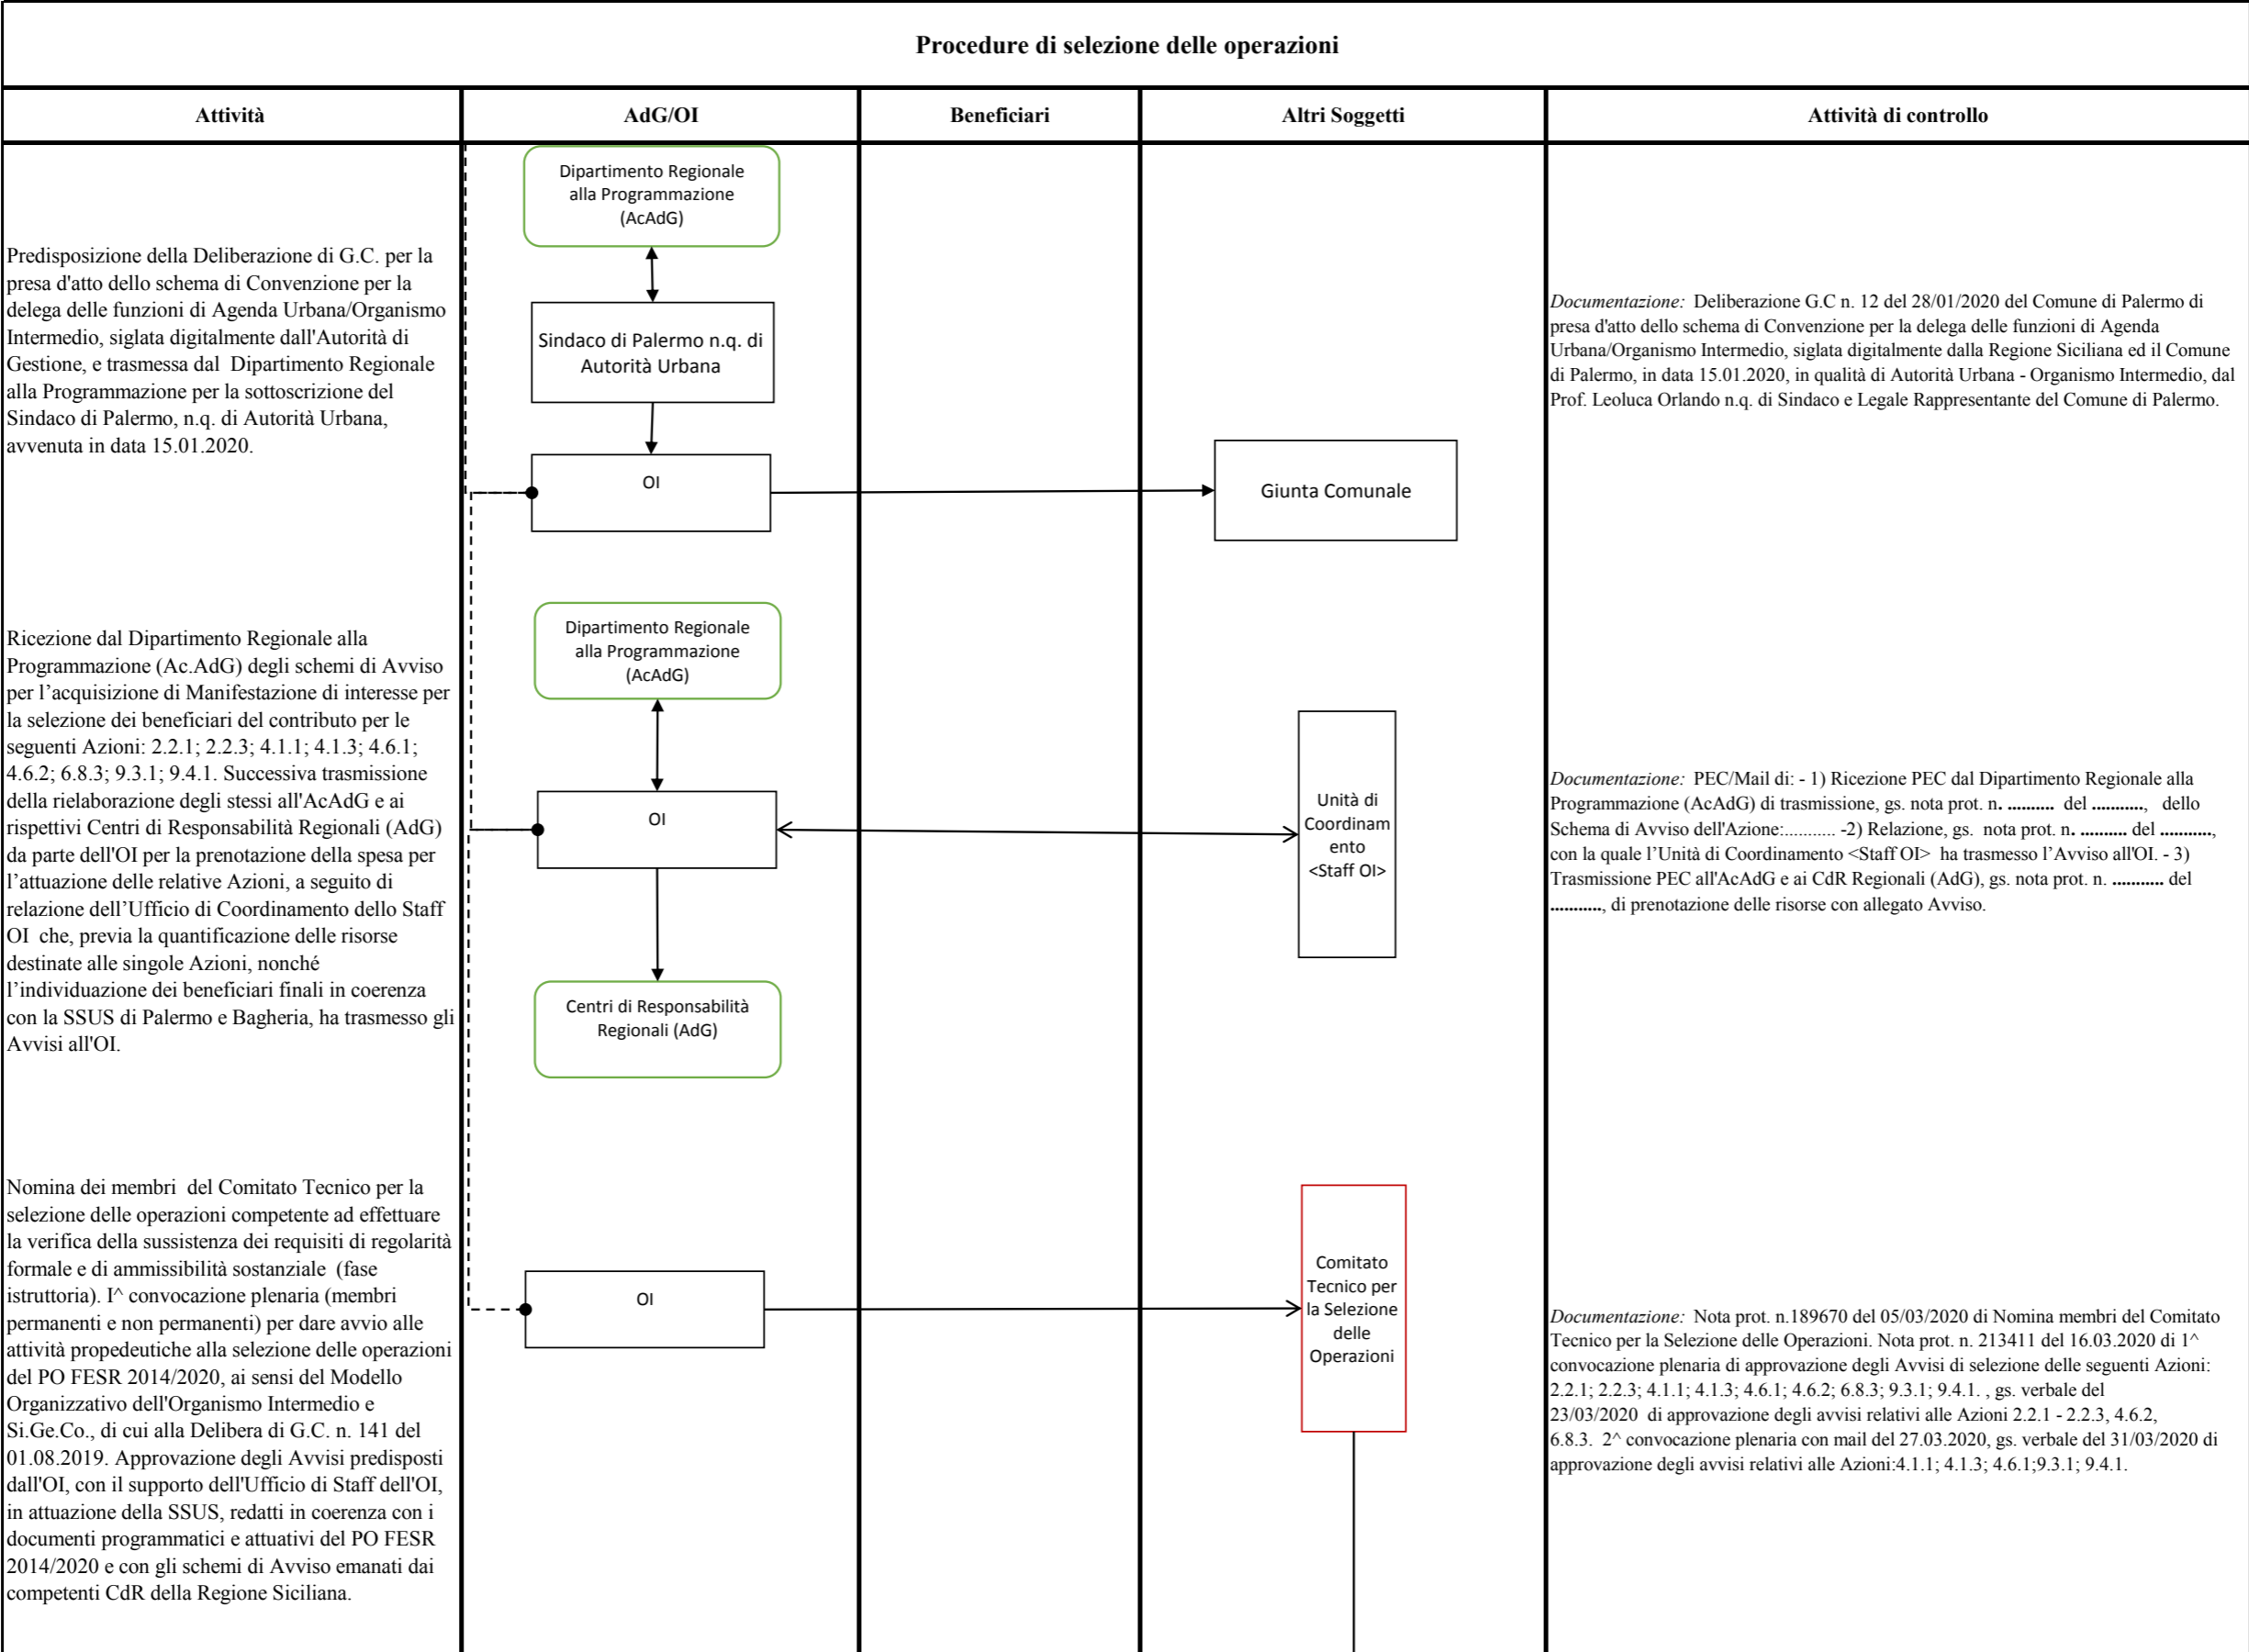 Procedure di selezione delle operazioni
Attività
AdG/OI
Beneficiari
Altri Soggetti
Attività di controllo
Predisposizione della Deliberazione di G.C. per la
presa d'atto dello schema di Convenzione per la
delega delle funzioni di Agenda Urbana/Organismo
Intermedio, siglata digitalmente dall'Autorità di
Gestione, e trasmessa dal  Dipartimento Regionale
alla Programmazione per la sottoscrizione del
Sindaco di Palermo, n.q. di Autorità Urbana,
avvenuta in data 15.01.2020.
Dipartimento Regionale
alla Programmazione
(AcAdG)
Sindaco di Palermo n.q. di
Autorità Urbana
OI
Giunta Comunale
Documentazione: Deliberazione G.C n. 12 del 28/01/2020 del Comune di Palermo di
presa d'atto dello schema di Convenzione per la delega delle funzioni di Agenda
Urbana/Organismo Intermedio, siglata digitalmente dalla Regione Siciliana ed il Comune
di Palermo, in data 15.01.2020, in qualità di Autorità Urbana - Organismo Intermedio, dal
Prof. Leoluca Orlando n.q. di Sindaco e Legale Rappresentante del Comune di Palermo.
Ricezione dal Dipartimento Regionale alla
Programmazione (Ac.AdG) degli schemi di Avviso
per l’acquisizione di Manifestazione di interesse per
la selezione dei beneficiari del contributo per le
seguenti Azioni: 2.2.1; 2.2.3; 4.1.1; 4.1.3; 4.6.1;
4.6.2; 6.8.3; 9.3.1; 9.4.1. Successiva trasmissione
della rielaborazione degli stessi all'AcAdG e ai
rispettivi Centri di Responsabilità Regionali (AdG)
da parte dell'OI per la prenotazione della spesa per
l’attuazione delle relative Azioni, a seguito di
relazione dell’Ufficio di Coordinamento dello Staff
OI  che, previa la quantificazione delle risorse
destinate alle singole Azioni, nonché
l’individuazione dei beneficiari finali in coerenza
con la SSUS di Palermo e Bagheria, ha trasmesso gli
Avvisi all'OI.
Dipartimento Regionale
alla Programmazione
(AcAdG)
OI
Centri di Responsabilità
Regionali (AdG)
Unità di
Coordinam
ento
<Staff OI>
Documentazione: PEC/Mail di: - 1) Ricezione PEC dal Dipartimento Regionale alla
Programmazione (AcAdG) di trasmissione, gs. nota prot. n. .......... del ..........., dello
Schema di Avviso dell'Azione:........... -2) Relazione, gs. nota prot. n. .......... del ...........,
con la quale l’Unità di Coordinamento <Staff OI> ha trasmesso l’Avviso all'OI. - 3)
Trasmissione PEC all'AcAdG e ai CdR Regionali (AdG), gs. nota prot. n. ........... del
..........., di prenotazione delle risorse con allegato Avviso.
Nomina dei membri  del Comitato Tecnico per la
selezione delle operazioni competente ad effettuare
la verifica della sussistenza dei requisiti di regolarità
formale e di ammissibilità sostanziale  (fase
istruttoria). I^ convocazione plenaria (membri
permanenti e non permanenti) per dare avvio alle
attività propedeutiche alla selezione delle operazioni
del PO FESR 2014/2020, ai sensi del Modello
Organizzativo dell'Organismo Intermedio e
Si.Ge.Co., di cui alla Delibera di G.C. n. 141 del
01.08.2019. Approvazione degli Avvisi predisposti
dall'OI, con il supporto dell'Ufficio di Staff dell'OI,
in attuazione della SSUS, redatti in coerenza con i
documenti programmatici e attuativi del PO FESR
2014/2020 e con gli schemi di Avviso emanati dai
competenti CdR della Regione Siciliana.
OI
Comitato
Tecnico per
la Selezione
delle
Operazioni
Documentazione: Nota prot. n.189670 del 05/03/2020 di Nomina membri del Comitato
Tecnico per la Selezione delle Operazioni. Nota prot. n. 213411 del 16.03.2020 di 1^
convocazione plenaria di approvazione degli Avvisi di selezione delle seguenti Azioni:
2.2.1; 2.2.3; 4.1.1; 4.1.3; 4.6.1; 4.6.2; 6.8.3; 9.3.1; 9.4.1. , gs. verbale del
23/03/2020  di approvazione degli avvisi relativi alle Azioni 2.2.1 - 2.2.3, 4.6.2,
6.8.3.  2^ convocazione plenaria con mail del 27.03.2020, gs. verbale del 31/03/2020 di
approvazione degli avvisi relativi alle Azioni:4.1.1; 4.1.3; 4.6.1;9.3.1; 9.4.1.